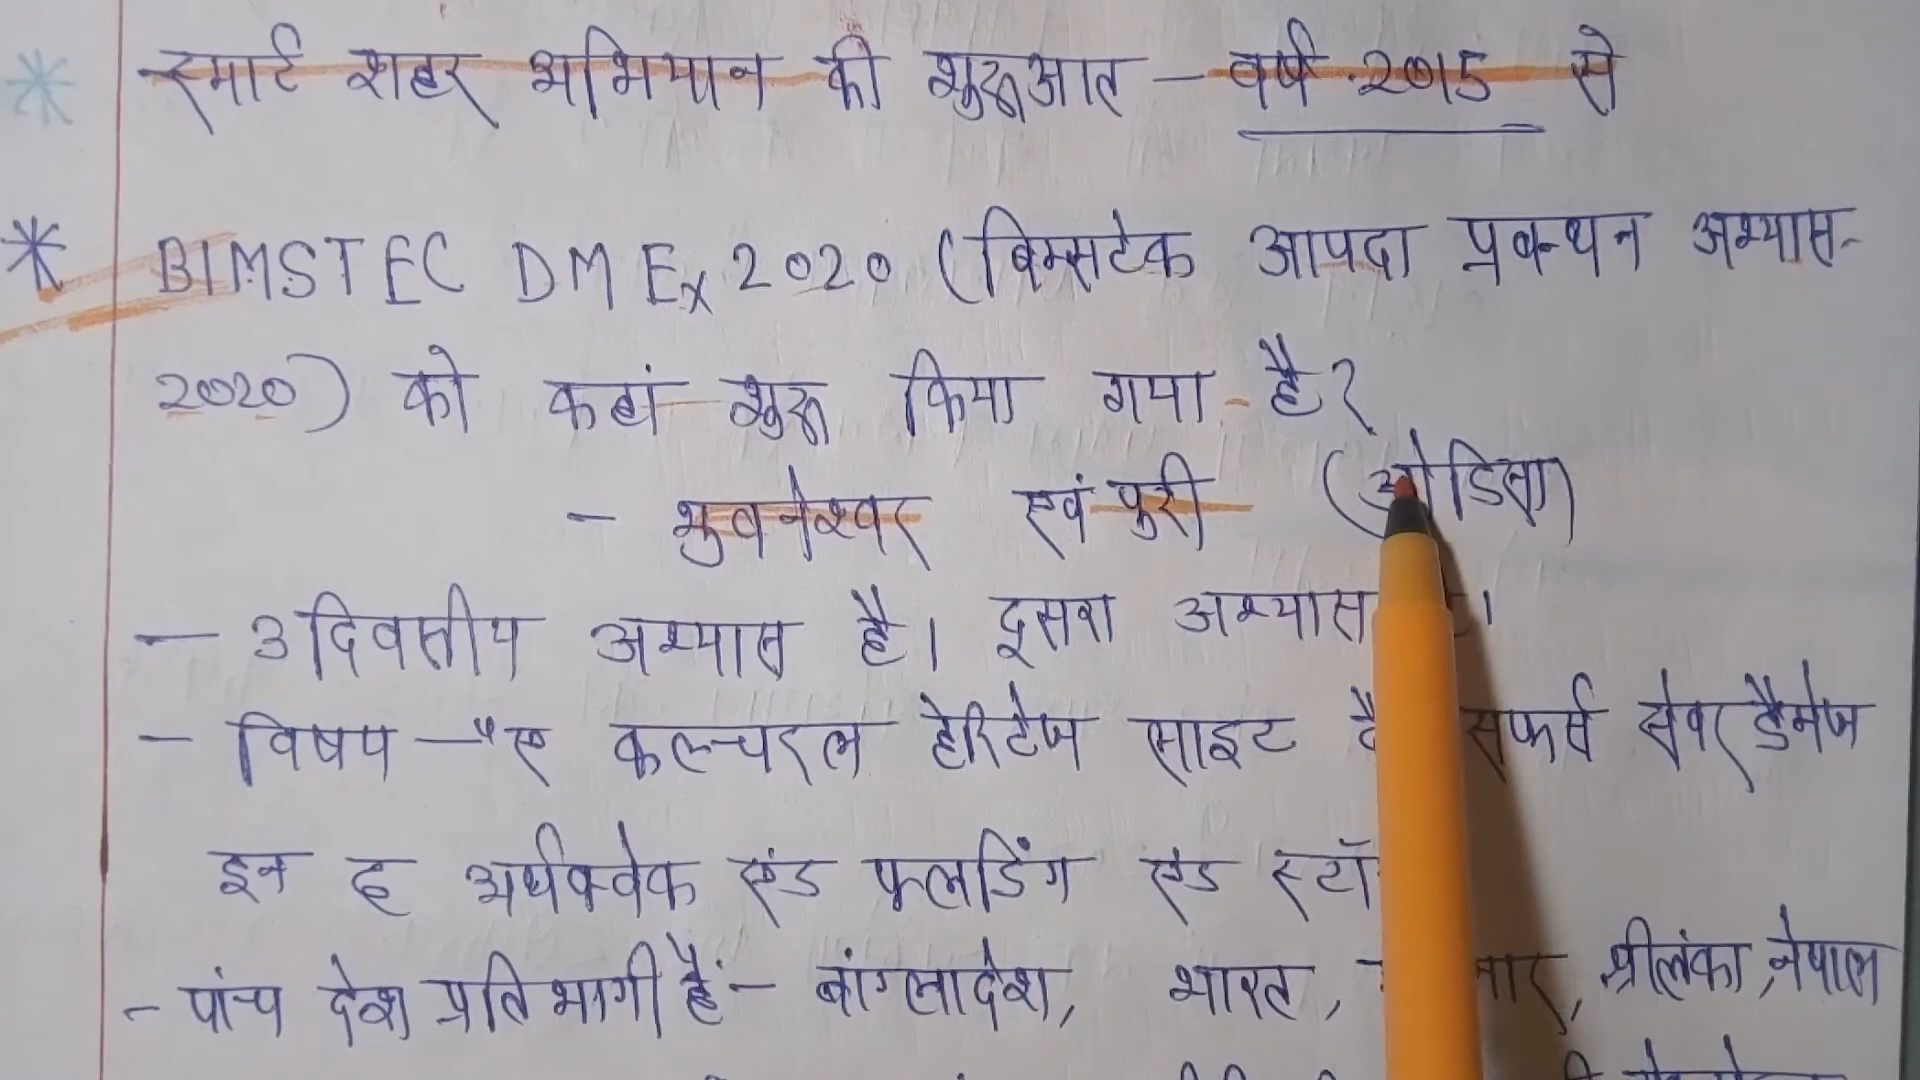 स्मार्ट शहर अभियान की शुरूआत - वर्ष 2015 से
* BIMSTEC DMEx 2020 (बिम्सटेक आपदा प्रबन्धन अभ्यास-
2020) को कहां शुरू किया गया है?
- भुवनेश्वर एवं पुरी (ओडिसा)
- 3 दिवसीय अभ्यास है। दूसरा अभ्यास
- विषय - "ए कल्चरल हेरिटेज साइट सफर्स सेवर डैमेज
इन द अर्थक्वेक एंड फ्लडिंग एंड
- पांच देश प्रतिभागी हैं - बांग्लादेश, भारत, श्रीलंका, नेपाल